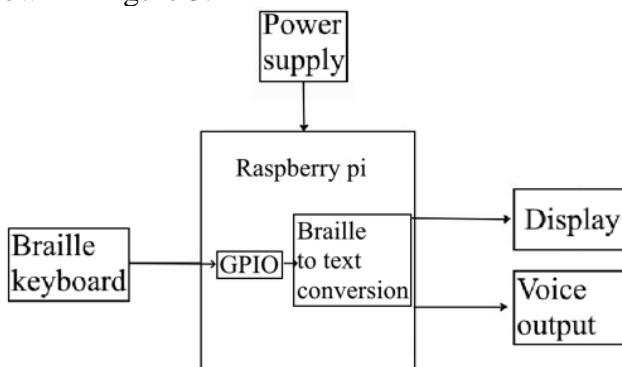 Power
supply
Raspberry pi
Braille
keyboard
GPIO
Braille
to text
conversion
Display
Voice
output